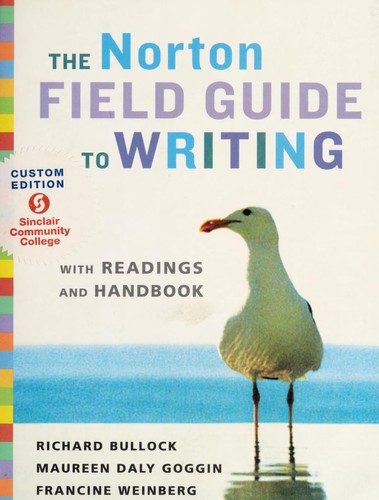 THE Norton
FIELD GUIDE
TO WRITING
CUSTOM
EDITION
Sinclair
Community
College
WITH READINGS
AND HANDBOOK
RICHARD BULLOCK
MAUREEN DALY GOGGIN
FRANCINE WEINBERG